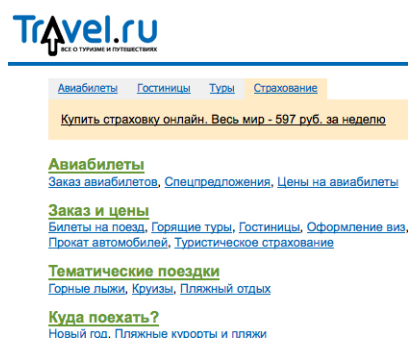 Travel.ru
ВСЕ О ТУРИЗМЕ И ПУТЕШЕСТВИЯХ
Авиабилеты Гостиницы Туры Страхование
Купить страховку онлайн. Весь мир - 597 руб. за неделю
Авиабилеты
Заказ авиабилетов, Спецпредложения, Цены на авиабилеты
Заказ и цены
Билеты на поезд, Горящие туры, Гостиницы, Оформление виз,
Прокат автомобилей, Туристическое страхование
Тематические поездки
Горные лыжи, Круизы, Пляжный отдых
Куда поехать?
Новый год, Пляжные курорты и пляжи